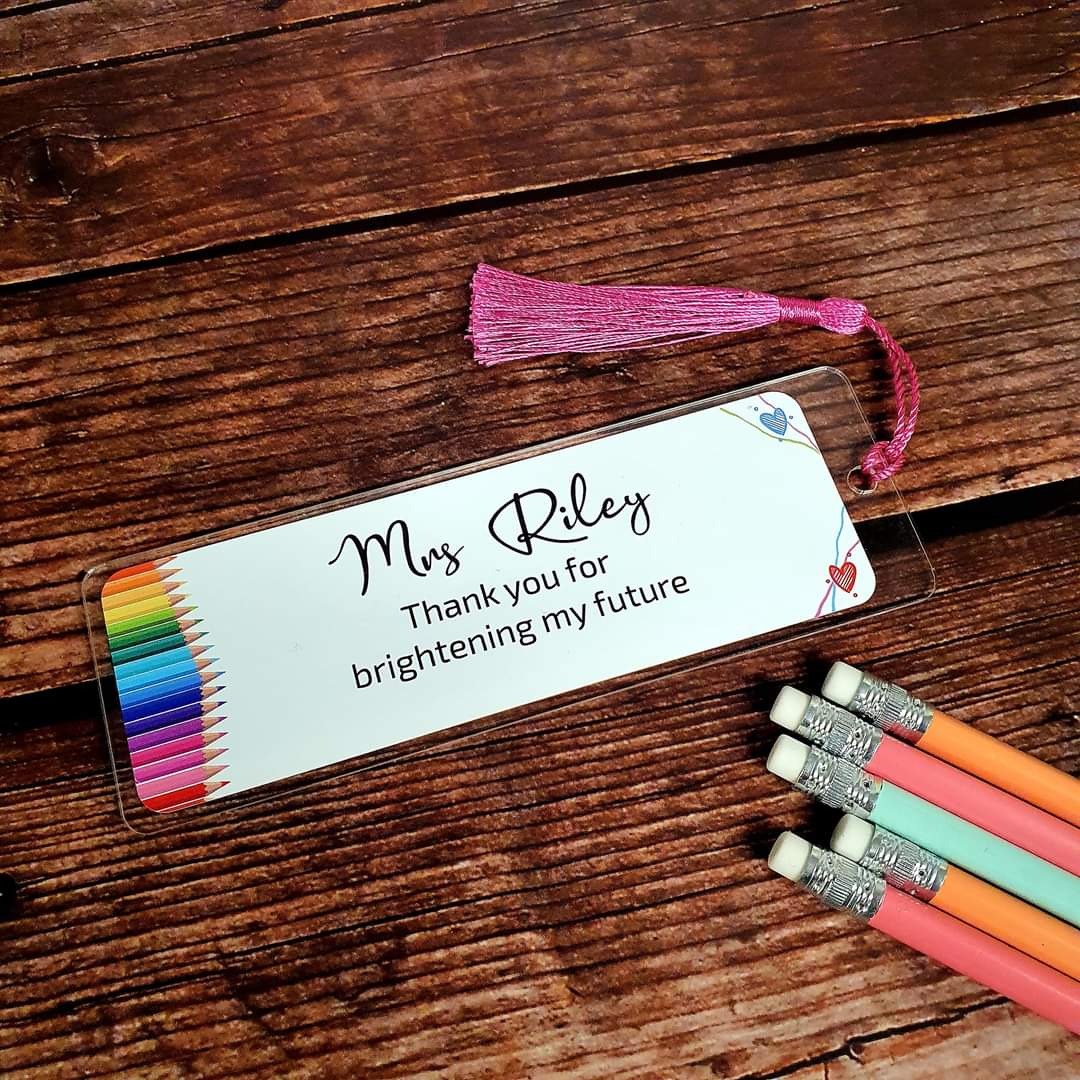 Mrs Riley
Thank you for
brightening my future